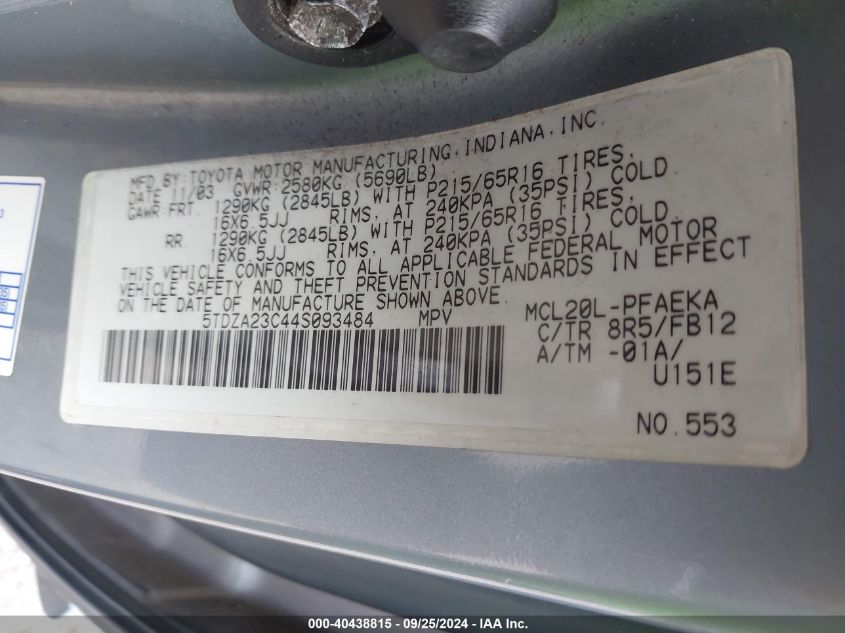 MFD.BY:TOYOTA MOTOR MANUFACTURING,INDIANA,INC.
DATE 11/03 GVWR:2580KG (5690LB)
GAWR:FRT. 1290KG (2845LB) WITH P215/65R16 TIRES,
16X6.5JJ RIMS, AT 240KPA (35PSI) COLD.
RR. 1290KG (2845LB) WITH P215/65R16 TIRES,
16X6.5JJ RIMS, AT 240KPA (35PSI) COLD.
THIS VEHICLE CONFORMS TO ALL APPLICABLE FEDERAL MOTOR
VEHICLE SAFETY AND THEFT PREVENTION STANDARDS IN EFFECT
ON THE DATE OF MANUFACTURE SHOWN ABOVE.
5TDZA23C44S093484 MPV
MCL20L-PFAEKA
C/TR 8R5/FB12
A/TM -01A/
U151E
NO.553
000-40438815 - 09/25/2024 - IAA Inc.